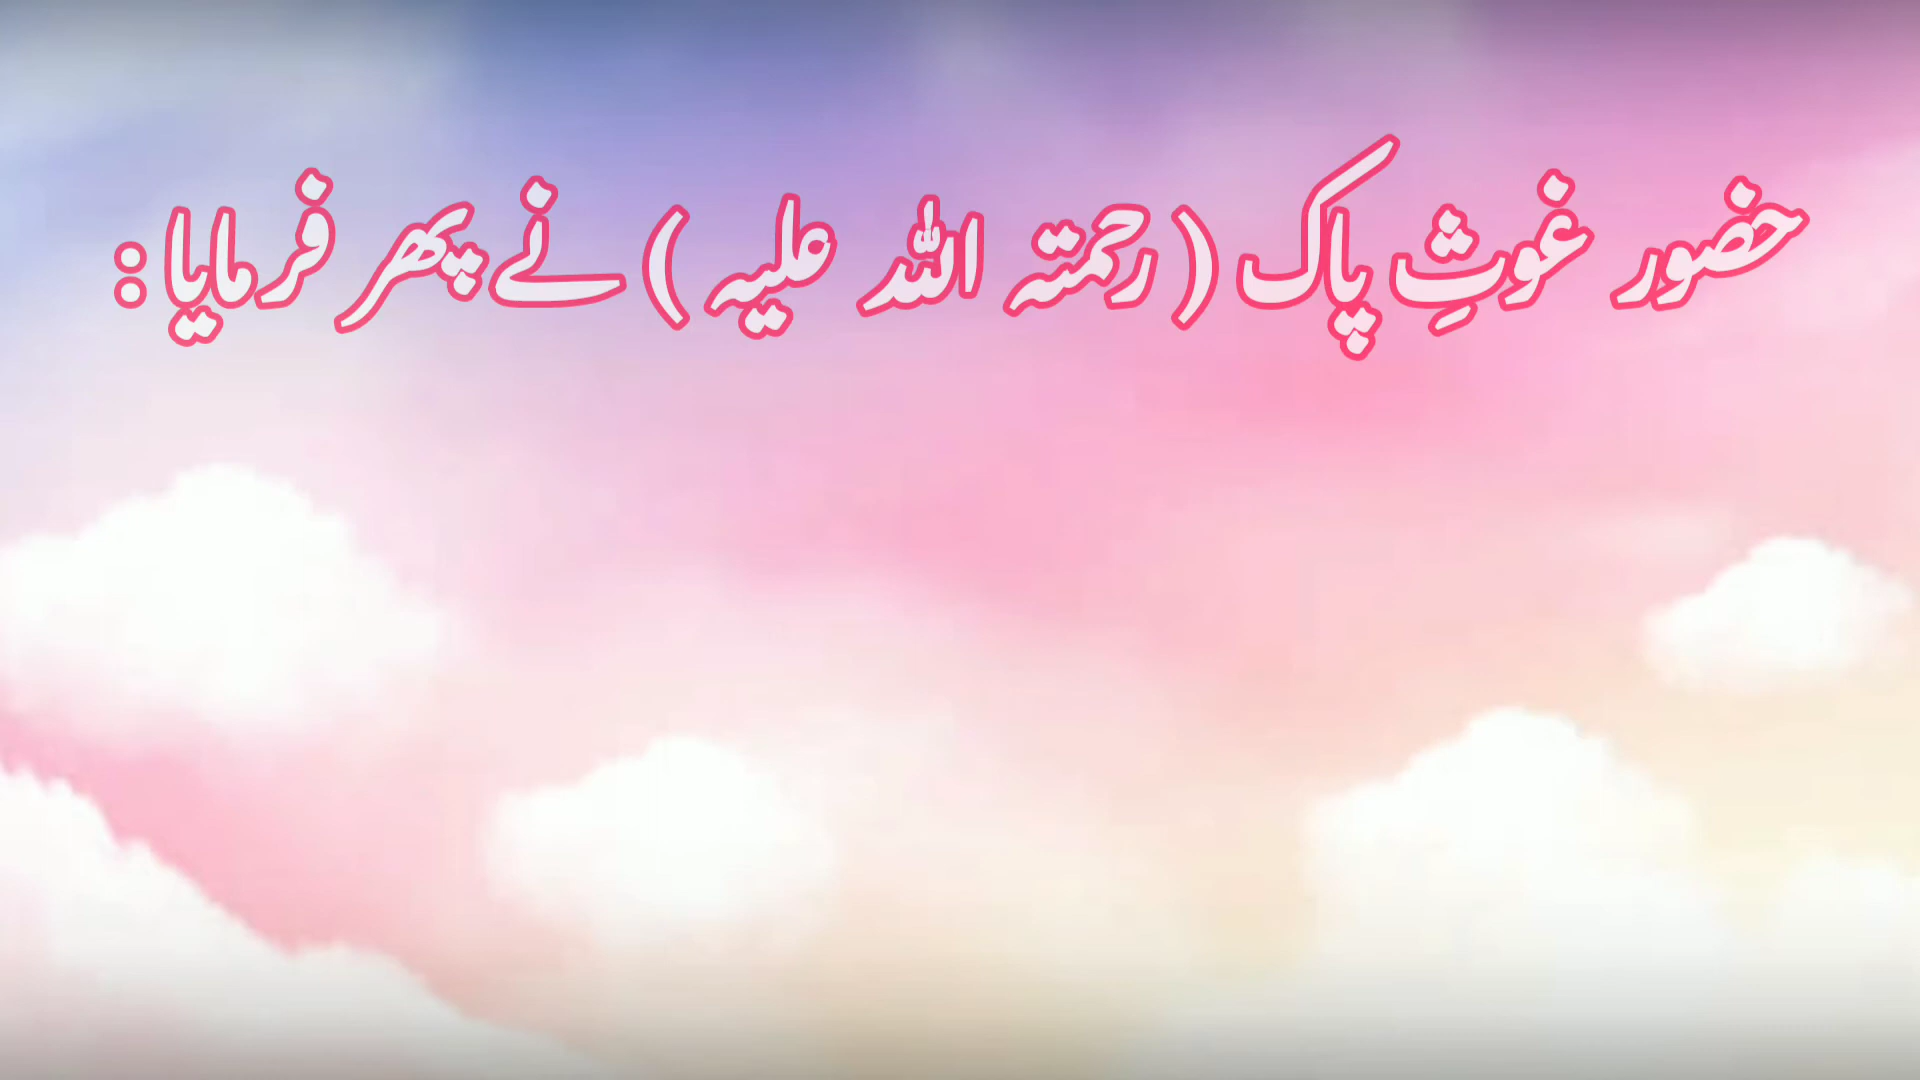 حضور غوثِ پاک ( رحمتہ اللہ علیہ ) نے پھر فرمایا :